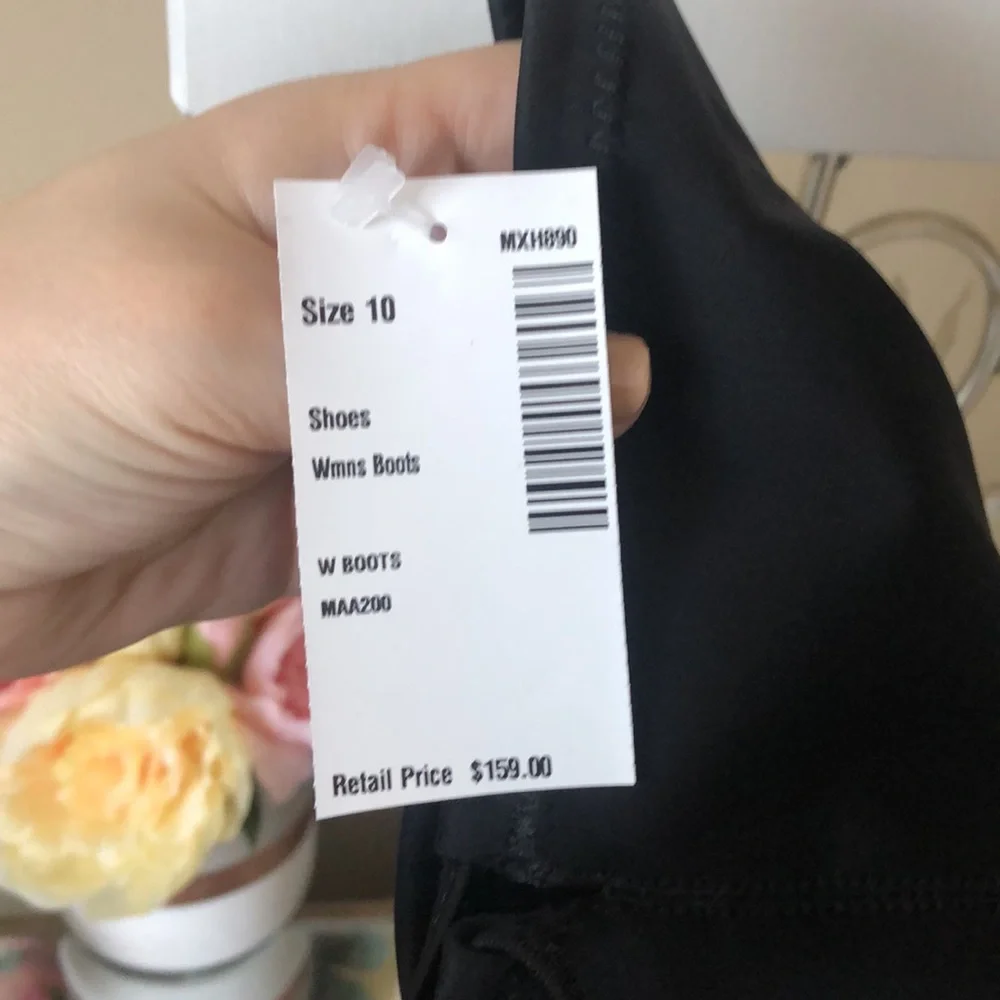 MXH890
Size 10
Shoes
Wmns Boots
W BOOTS
MAA200
Retail Price $159.00